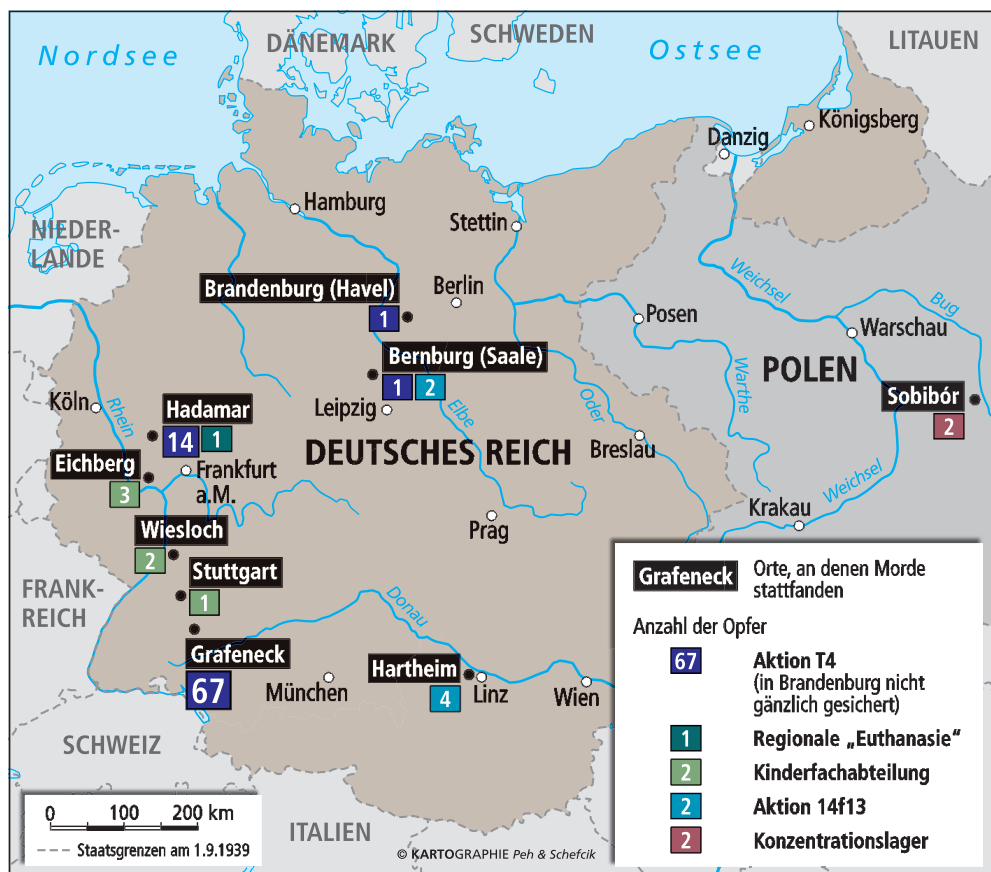 Nordsee
DÄNEMARK
SCHWEDEN
Ostsee
LITAUEN
Königsberg
Danzig
Hamburg
Stettin
NIEDER-
LANDE
Brandenburg (Havel)
1
Berlin
Weichsel
Bug
Posen
Warschau
Bernburg (Saale)
1 2
POLEN
Warthe
Sobibór
2
Köln
Rhein
Hadamar
14 1
Leipzig
Elbe
Oder
DEUTSCHES REICH
Breslau
Eichberg
3
Frankfurt
a.M.
Weichsel
Krakau
Prag
Wiesloch
2
Stuttgart
1
FRANK-
REICH
Donau
Grafeneck
67
München
Hartheim
4
Linz
Wien
SCHWEIZ
ITALIEN
Grafeneck
Orte, an denen Morde
stattfanden
Anzahl der Opfer
67 Aktion T4
(in Brandenburg nicht
gänzlich gesichert)
1 Regionale „Euthanasie“
2 Kinderfachabteilung
2 Aktion 14f13
2 Konzentrationslager
0 100 200 km
Staatsgrenzen am 1.9.1939
© KARTOGRAPHIE Peh & Schefcik